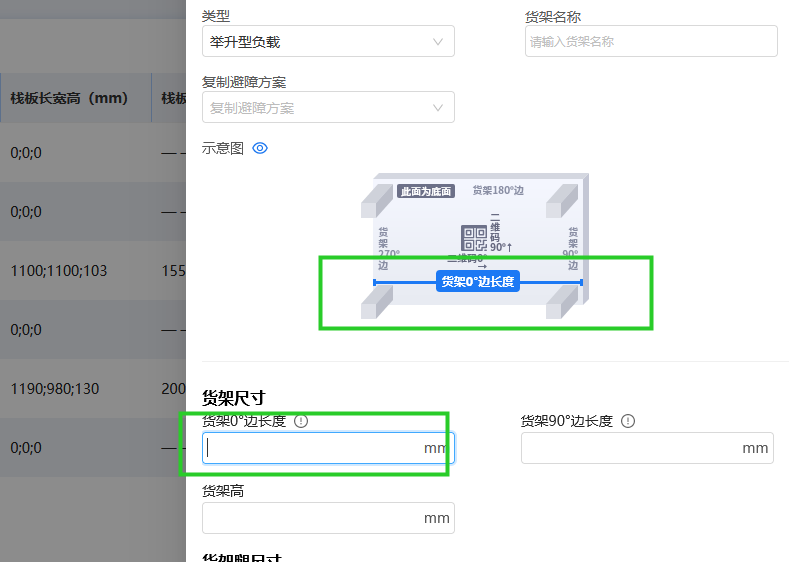 类型
货架名称
举升型负载
请输入货架名称
复制避障方案
复制避障方案
栈板长宽高（mm）
栈板
示意图
0;0;0
— –
此面为底面
货架180°边
0;0;0
— –
二维码90°↑
货架270°边
货架90°边
二维码0°→
1100;1100;103
155
货架0°边长度
0;0;0
— –
1190;980;130
200
货架尺寸
货架0°边长度
货架90°边长度
0;0;0
— –
mm
mm
货架高
mm
货架腿尺寸